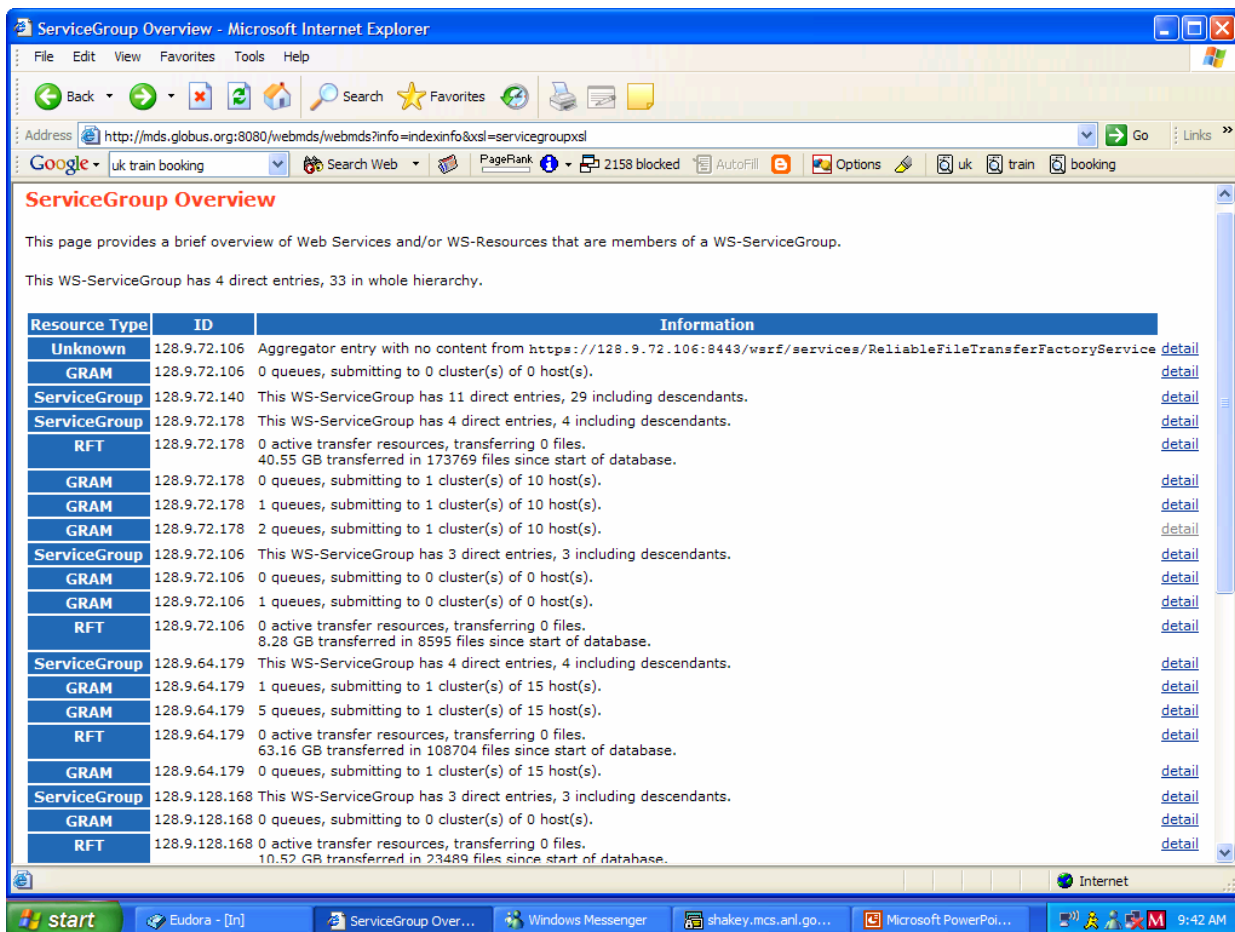 ServiceGroup Overview - Microsoft Internet Explorer
File Edit View Favorites Tools Help
Back Search Favorites
Address http://mds.globus.org:8080/webmds/webmds?info=indexinfo&xsl=servicegroupxsl Go Links »
Google uk train booking Search Web PageRank 2158 blocked AutoFill Options uk train booking
ServiceGroup Overview
This page provides a brief overview of Web Services and/or WS-Resources that are members of a WS-ServiceGroup.
This WS-ServiceGroup has 4 direct entries, 33 in whole hierarchy.
Resource Type ID Information
Unknown 128.9.72.106 Aggregator entry with no content from https://128.9.72.106:8443/wsrf/services/ReliableFileTransferFactoryService detail
GRAM 128.9.72.106 0 queues, submitting to 0 cluster(s) of 0 host(s). detail
ServiceGroup 128.9.72.140 This WS-ServiceGroup has 11 direct entries, 29 including descendants. detail
ServiceGroup 128.9.72.178 This WS-ServiceGroup has 4 direct entries, 4 including descendants. detail
RFT 128.9.72.178 0 active transfer resources, transferring 0 files. detail
40.55 GB transferred in 173769 files since start of database.
GRAM 128.9.72.178 0 queues, submitting to 1 cluster(s) of 10 host(s). detail
GRAM 128.9.72.178 1 queues, submitting to 1 cluster(s) of 10 host(s). detail
GRAM 128.9.72.178 2 queues, submitting to 1 cluster(s) of 10 host(s). detail
ServiceGroup 128.9.72.106 This WS-ServiceGroup has 3 direct entries, 3 including descendants. detail
GRAM 128.9.72.106 0 queues, submitting to 0 cluster(s) of 0 host(s). detail
GRAM 128.9.72.106 1 queues, submitting to 0 cluster(s) of 0 host(s). detail
RFT 128.9.72.106 0 active transfer resources, transferring 0 files. detail
8.28 GB transferred in 8595 files since start of database.
ServiceGroup 128.9.64.179 This WS-ServiceGroup has 4 direct entries, 4 including descendants. detail
GRAM 128.9.64.179 1 queues, submitting to 1 cluster(s) of 15 host(s). detail
GRAM 128.9.64.179 5 queues, submitting to 1 cluster(s) of 15 host(s). detail
RFT 128.9.64.179 0 active transfer resources, transferring 0 files. detail
63.16 GB transferred in 108704 files since start of database.
GRAM 128.9.64.179 0 queues, submitting to 1 cluster(s) of 15 host(s). detail
ServiceGroup 128.9.128.168 This WS-ServiceGroup has 3 direct entries, 3 including descendants. detail
GRAM 128.9.128.168 0 queues, submitting to 0 cluster(s) of 0 host(s). detail
RFT 128.9.128.168 0 active transfer resources, transferring 0 files. detail
10.52 GB transferred in 23489 files since start of database.
Internet
start Eudora - [In] ServiceGroup Over... Windows Messenger shakey.mcs.anl.go... Microsoft PowerPoi... M 9:42 AM